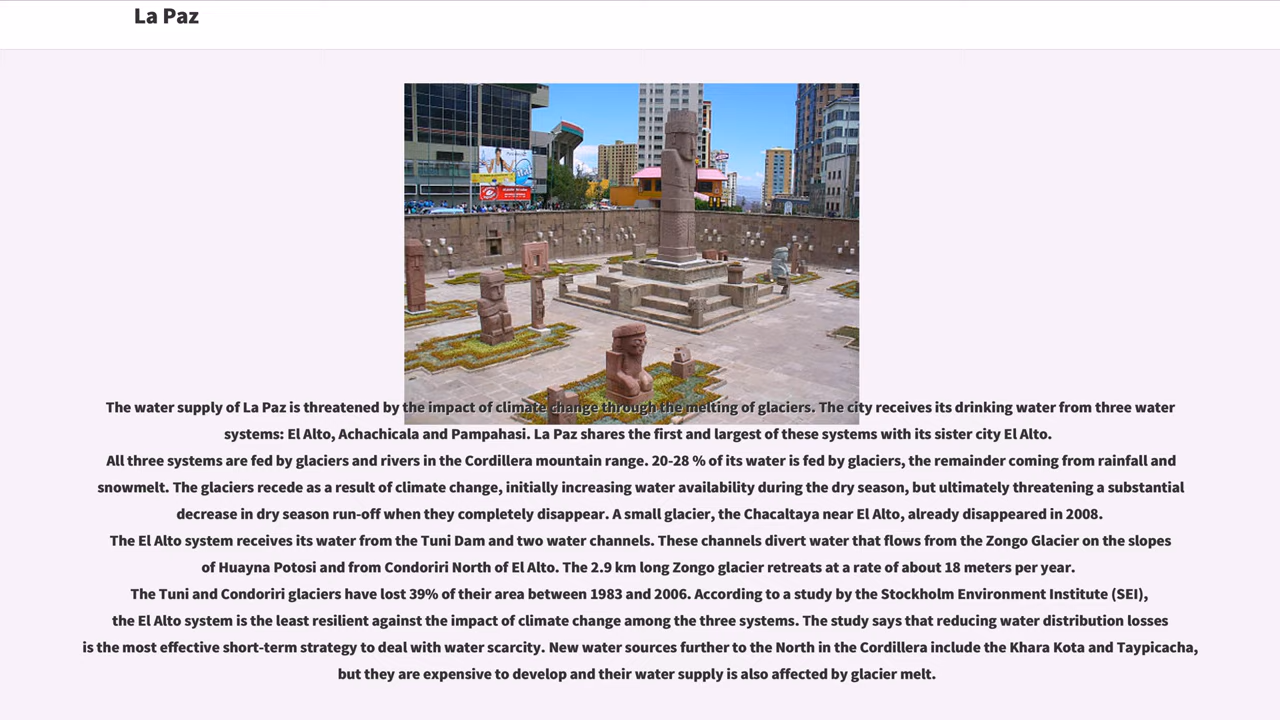 La Paz
The water supply of La Paz is threatened by the impact of climate change through the melting of glaciers. The city receives its drinking water from three water
systems: El Alto, Achachicala and Pampahasi. La Paz shares the first and largest of these systems with its sister city El Alto.
All three systems are fed by glaciers and rivers in the Cordillera mountain range. 20-28 % of its water is fed by glaciers, the remainder coming from rainfall and
snowmelt. The glaciers recede as a result of climate change, initially increasing water availability during the dry season, but ultimately threatening a substantial
decrease in dry season run-off when they completely disappear. A small glacier, the Chacaltaya near El Alto, already disappeared in 2008.
The El Alto system receives its water from the Tuni Dam and two water channels. These channels divert water that flows from the Zongo Glacier on the slopes
of Huayna Potosi and from Condoriri North of El Alto. The 2.9 km long Zongo glacier retreats at a rate of about 18 meters per year.
The Tuni and Condoriri glaciers have lost 39% of their area between 1983 and 2006. According to a study by the Stockholm Environment Institute (SEI),
the El Alto system is the least resilient against the impact of climate change among the three systems. The study says that reducing water distribution losses
is the most effective short-term strategy to deal with water scarcity. New water sources further to the North in the Cordillera include the Khara Kota and Taypicacha,
but they are expensive to develop and their water supply is also affected by glacier melt.